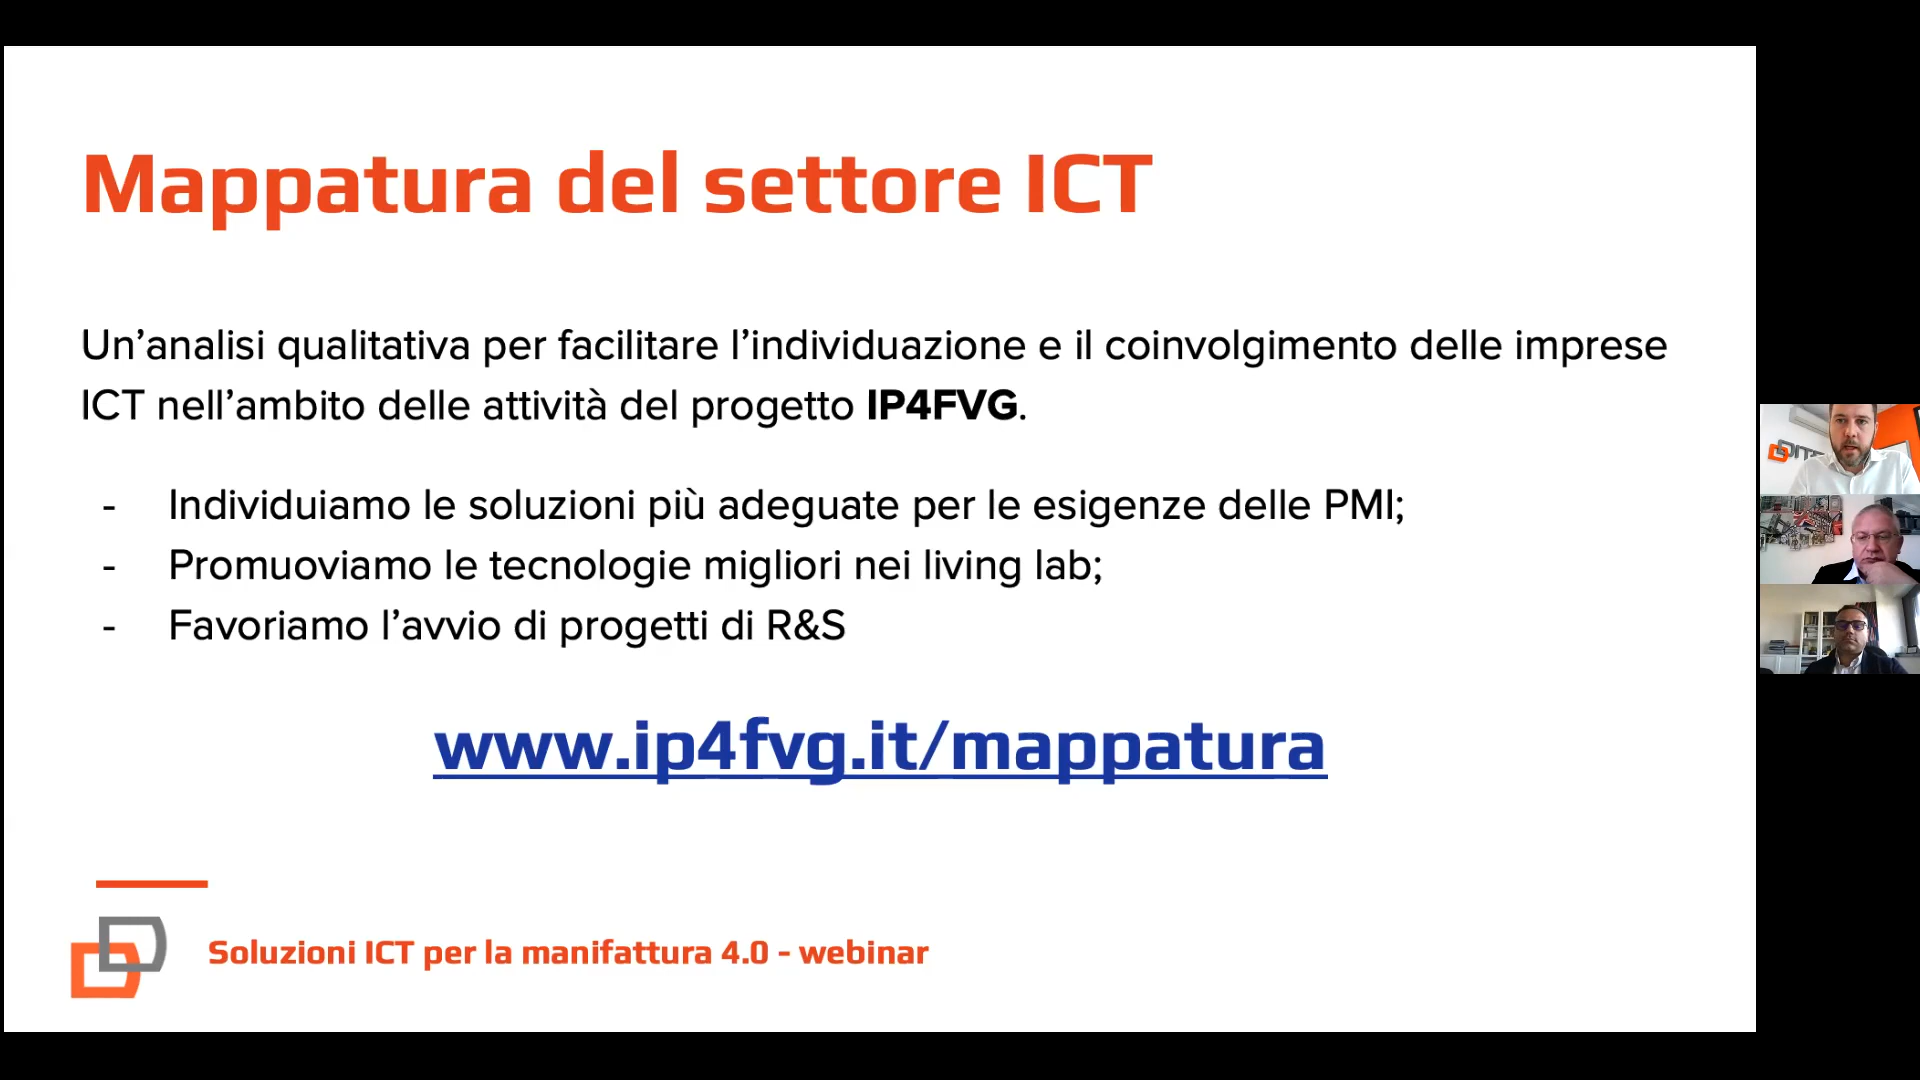 Mappatura del settore ICT
Un’analisi qualitativa per facilitare l’individuazione e il coinvolgimento delle imprese
ICT nell’ambito delle attività del progetto IP4FVG.
- Individuiamo le soluzioni più adeguate per le esigenze delle PMI;
- Promuoviamo le tecnologie migliori nei living lab;
- Favoriamo l’avvio di progetti di R&S
www.ip4fvg.it/mappatura
Soluzioni ICT per la manifattura 4.0 - webinar